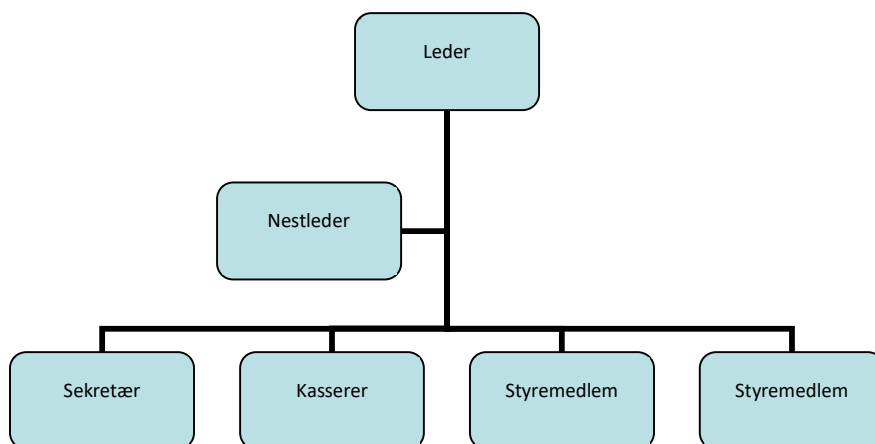 Leder
Nestleder
Sekretær
Kasserer
Styremedlem
Styremedlem